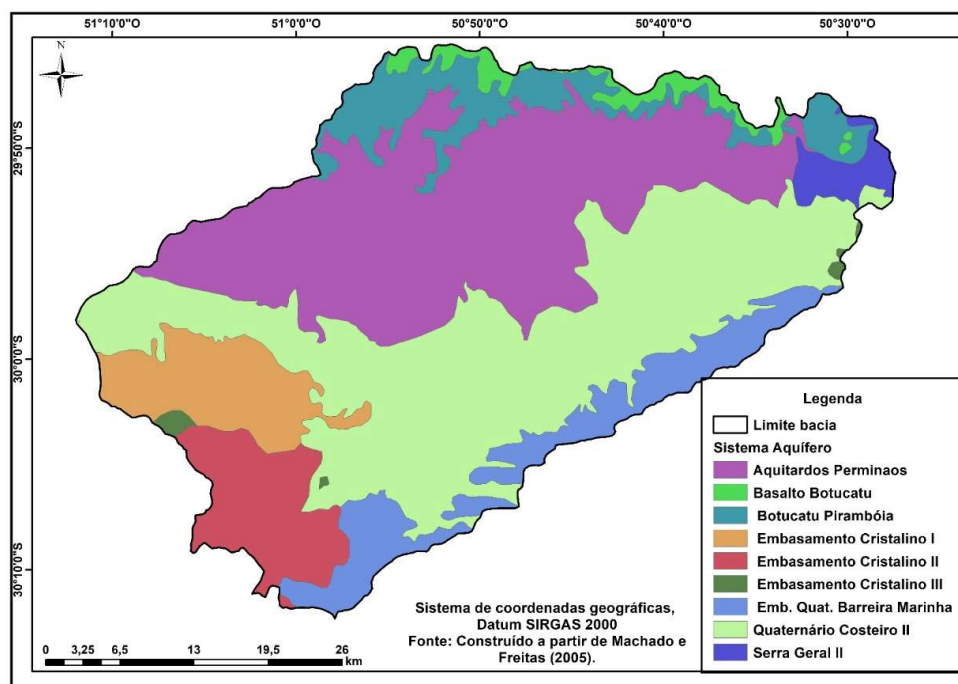 51°10'0"O 51°0'0"O 50°50'0"O 50°40'0"O 50°30'0"O
N
29°50'0"S
30°0'0"S
30°10'0"S
Legenda
Limite bacia
Sistema Aquífero
Aquitardos Perminaos
Basalto Botucatu
Botucatu Pirambóia
Embasamento Cristalino I
Embasamento Cristalino II
Embasamento Cristalino III
Emb. Quat. Barreira Marinha
Quaternário Costeiro II
Serra Geral II
Sistema de coordenadas geográficas,
Datum SIRGAS 2000
Fonte: Construído a partir de Machado e
Freitas (2005).
0 3,25 6,5 13 19,5 26
km